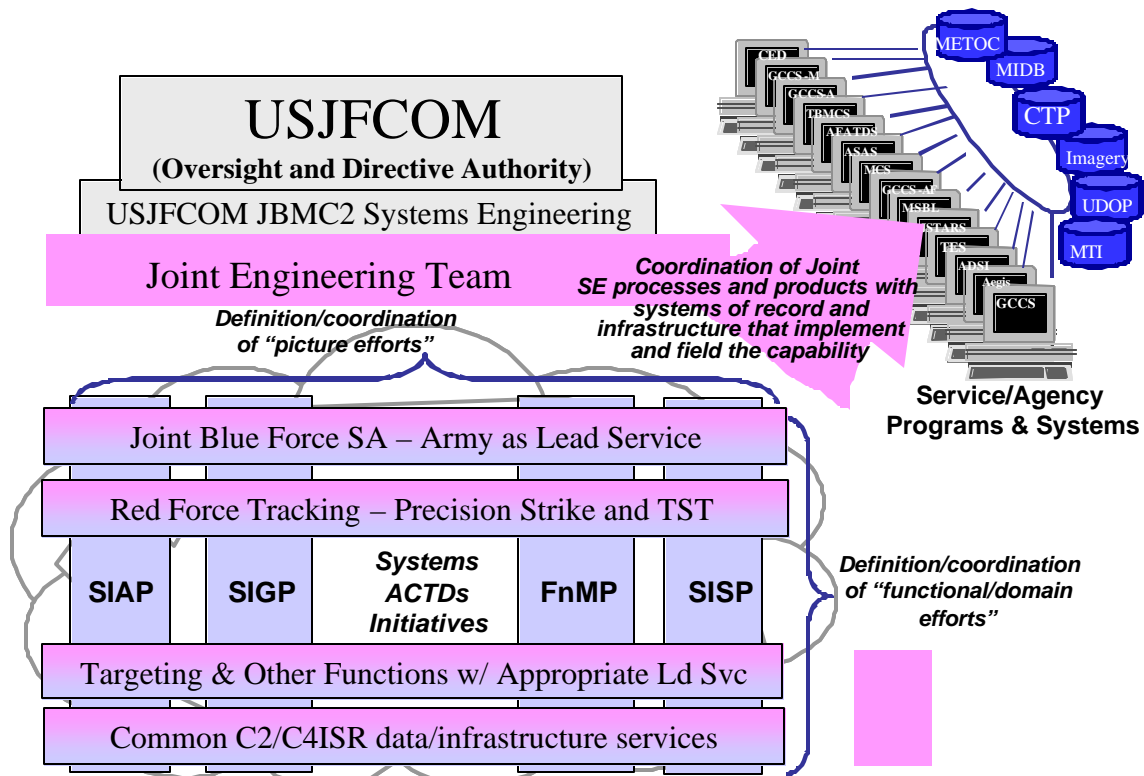 USJFCOM
(Oversight and Directive Authority)
USJFCOM JBMC2 Systems Engineering
Joint Engineering Team
Coordination of Joint
SE processes and products with
systems of record and
infrastructure that implement
and field the capability
CED
GCCS-M
GCCSA
TBMCS
AFATDS
ASAS
MCS
GCCS-AF
MSBL
JSTARS
TES
ADSI
Aegis
GCCS
METOC
MIDB
CTP
Imagery
UDOP
MTI
Service/Agency
Programs & Systems
Definition/coordination
of “picture efforts”
Joint Blue Force SA – Army as Lead Service
Red Force Tracking – Precision Strike and TST
SIAP
SIGP
Systems
ACTDs
Initiatives
FnMP
SISP
Definition/coordination
of “functional/domain
efforts”
Targeting & Other Functions w/ Appropriate Ld Svc
Common C2/C4ISR data/infrastructure services